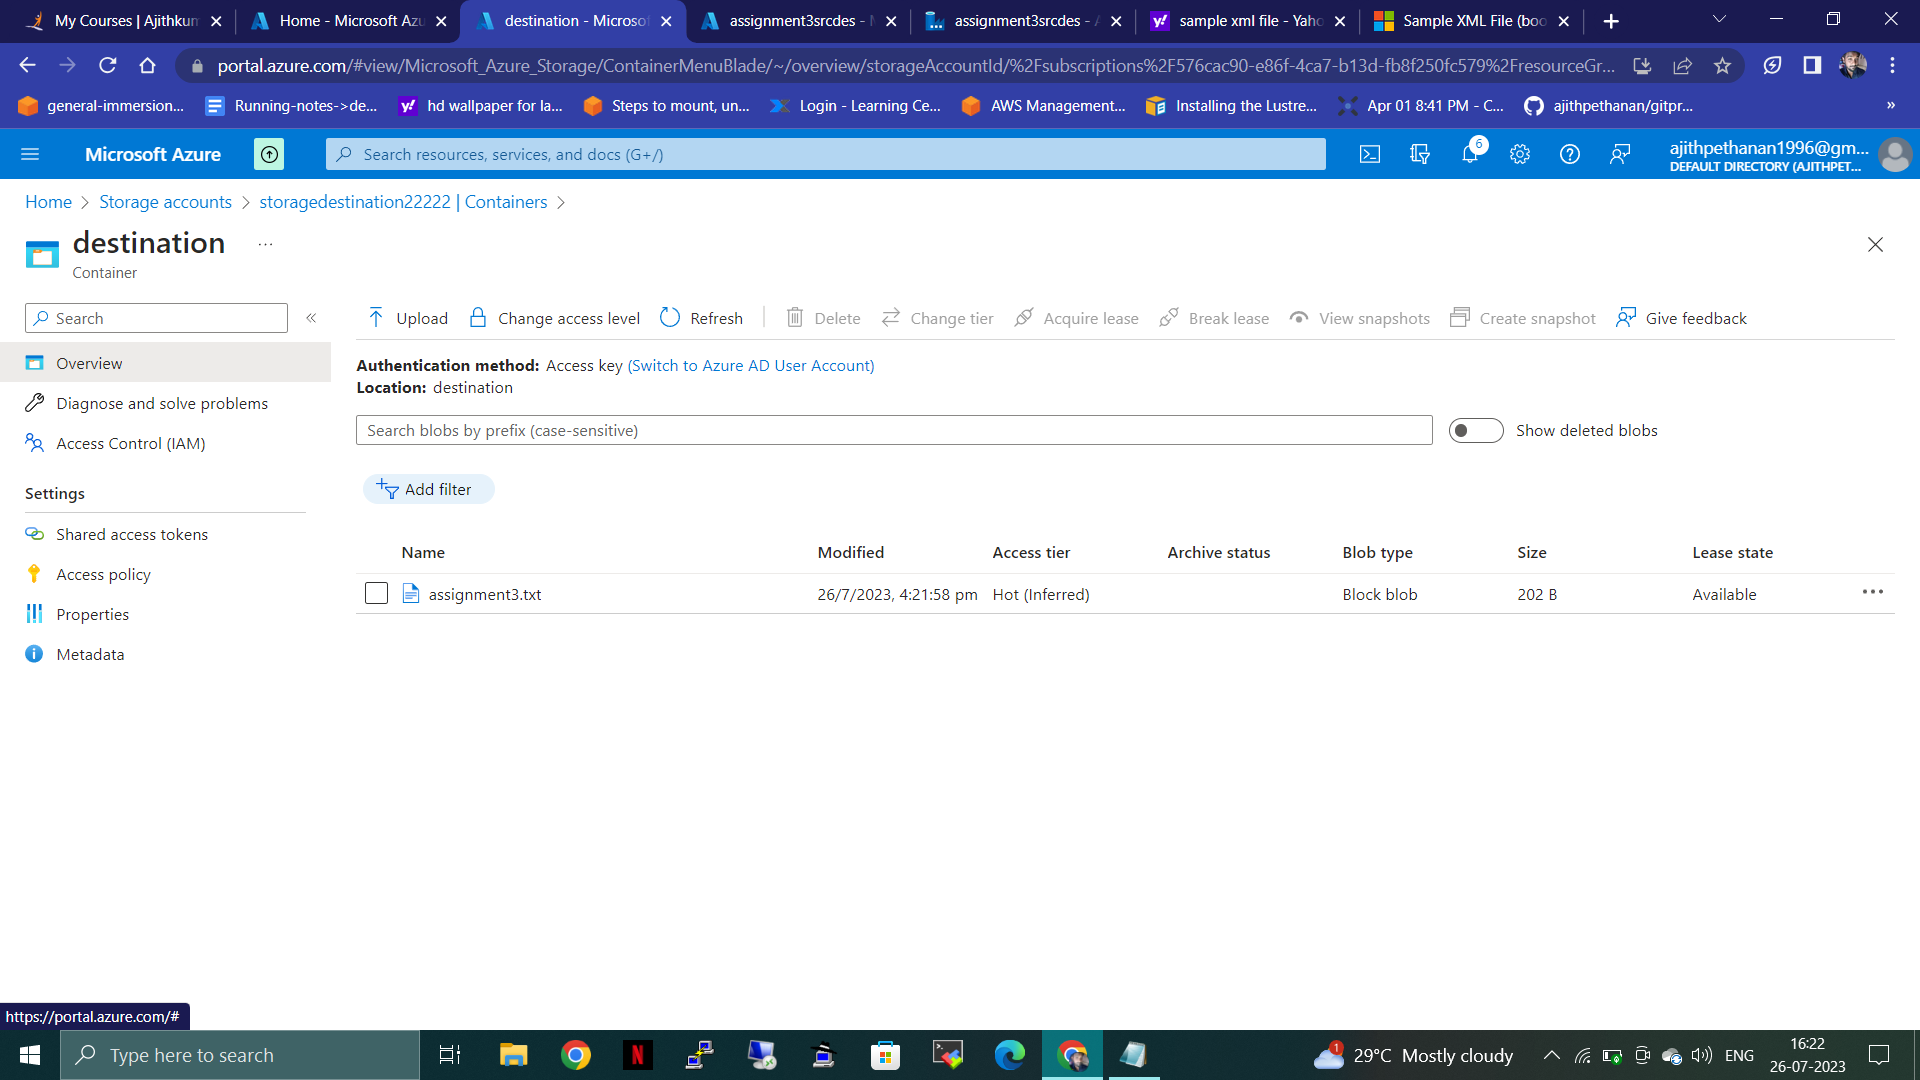 My Courses | Ajithkum
Home - Microsoft Azu
destination - Microsof
assignment3srcdes - M
assignment3srcdes - A
sample xml file - Yaho
Sample XML File (boo
portal.azure.com/#view/Microsoft_Azure_Storage/ContainerMenuBlade/~/overview/storageAccountId/%2Fsubscriptions%2F576cac90-e86f-4ca7-b13d-fb8f250fc579%2FresourceGr...
general-immersion...
Running-notes->de...
hd wallpaper for la...
Steps to mount, un...
Login - Learning Ce...
AWS Management...
Installing the Lustre...
Apr 01 8:41 PM - C...
ajithpethanan/gitpr...
»
Microsoft Azure
Search resources, services, and docs (G+/)
6
ajithpethanan1996@gm...
DEFAULT DIRECTORY (AJITHPET...
Home > Storage accounts > storagedestination22222 | Containers >
destination
...
Container
Search
«
Upload
Change access level
Refresh
Delete
Change tier
Acquire lease
Break lease
View snapshots
Create snapshot
Give feedback
Overview
Diagnose and solve problems
Access Control (IAM)
Settings
Shared access tokens
Access policy
Properties
Metadata
Authentication method: Access key (Switch to Azure AD User Account)
Location: destination
Search blobs by prefix (case-sensitive)
Show deleted blobs
Add filter
Name Modified Access tier Archive status Blob type Size Lease state
assignment3.txt 26/7/2023, 4:21:58 pm Hot (Inferred) Block blob 202 B Available
https://portal.azure.com/#
Type here to search
1
29°C Mostly cloudy
ENG
16:22
26-07-2023